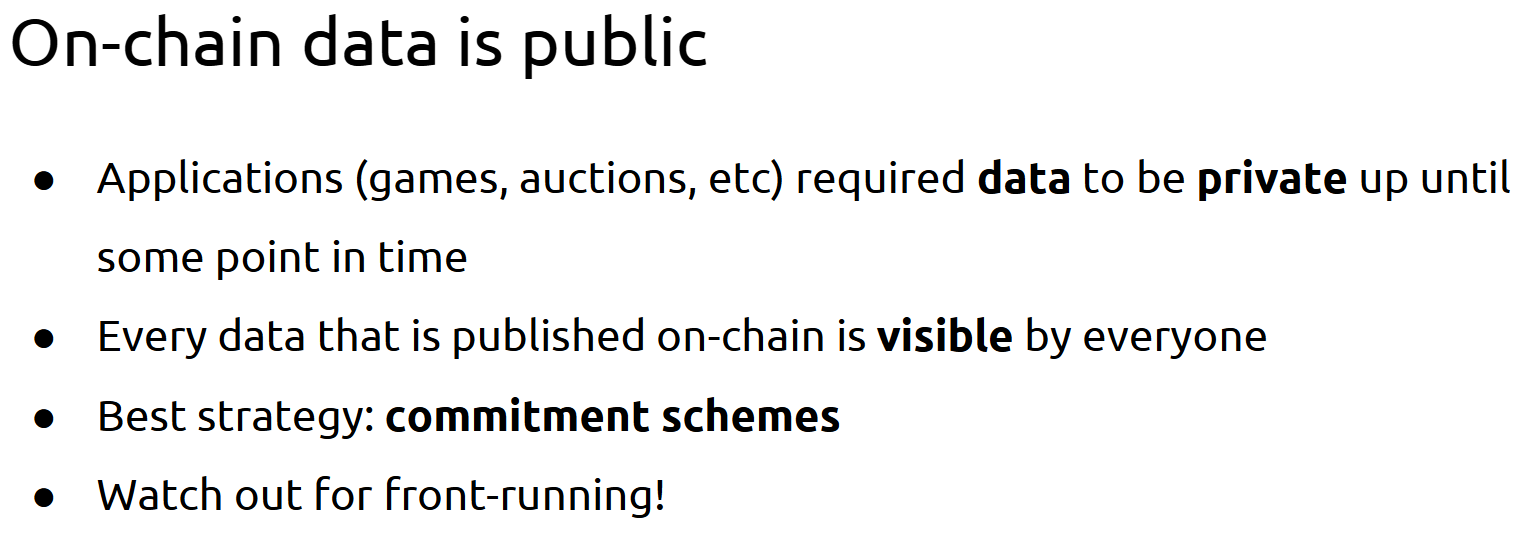 On-chain data is public
● Applications (games, auctions, etc) required data to be private up until
some point in time
● Every data that is published on-chain is visible by everyone
● Best strategy: commitment schemes
● Watch out for front-running!